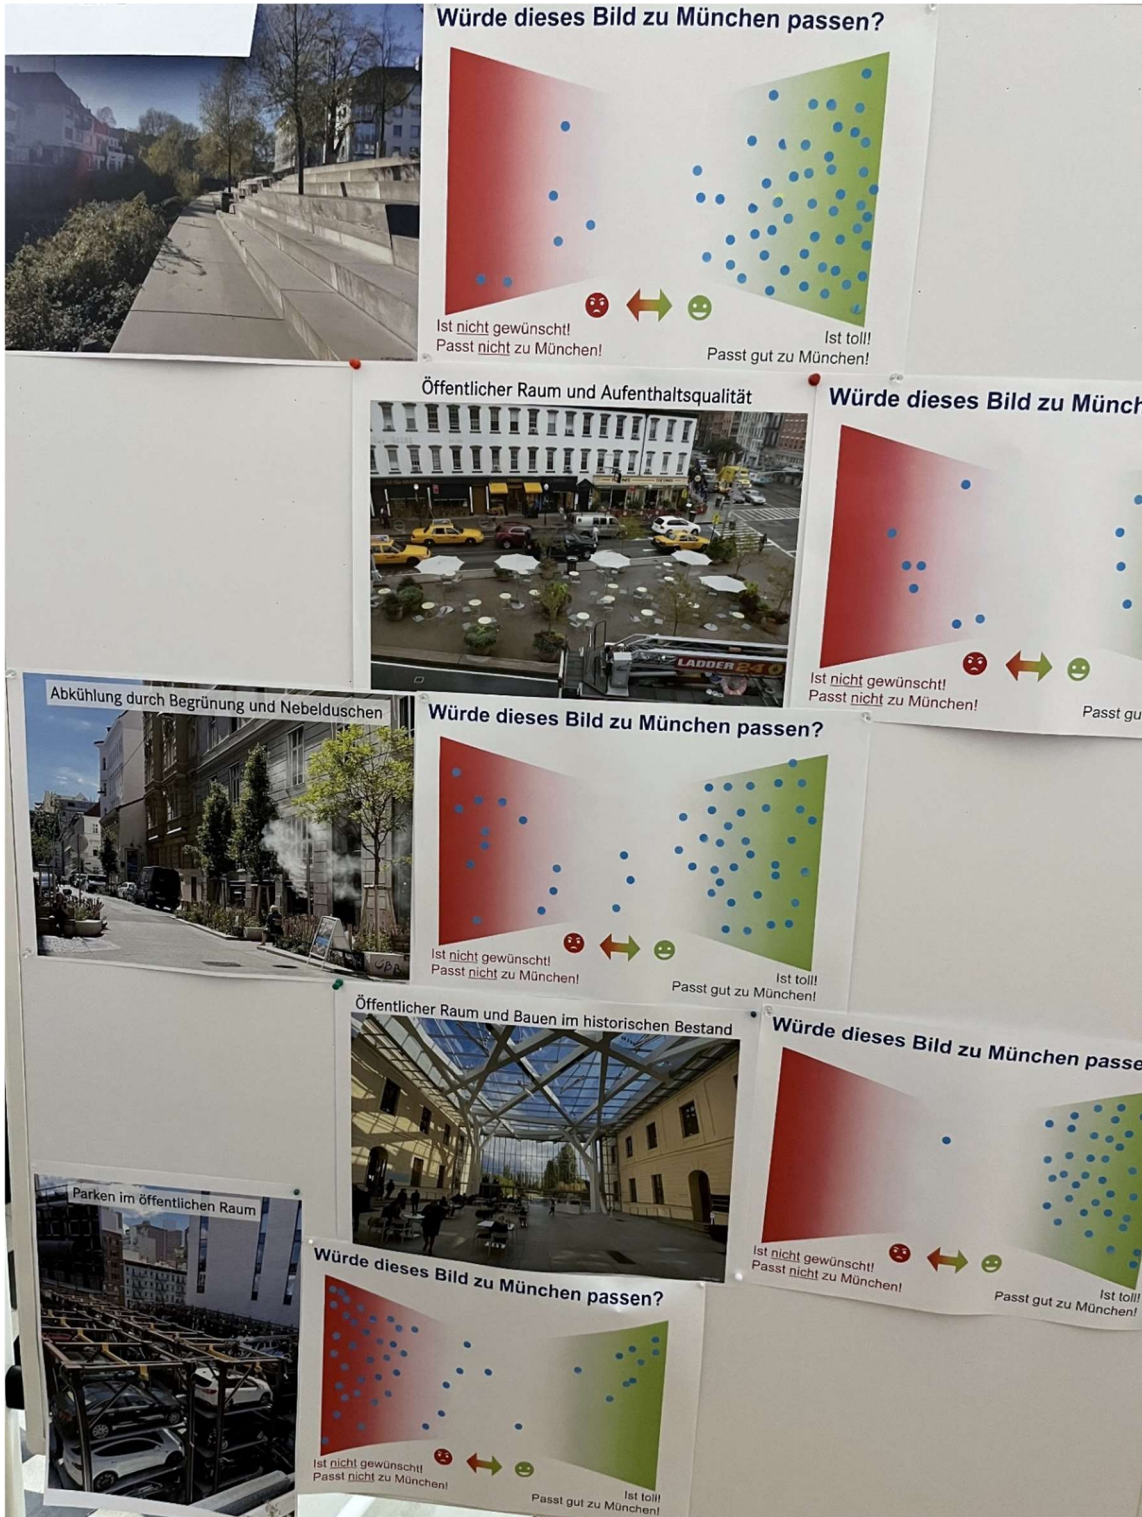 Würde dieses Bild zu München passen?
Ist nicht gewünscht!
Passt nicht zu München!
Ist toll!
Passt gut zu München!
Öffentlicher Raum und Aufenthaltsqualität
LADDER 24 0
Würde dieses Bild zu Münch
Ist nicht gewünscht!
Passt nicht zu München!
Passt gu
Abkühlung durch Begrünung und Nebelduschen
Würde dieses Bild zu München passen?
Ist nicht gewünscht!
Passt nicht zu München!
Ist toll!
Passt gut zu München!
Öffentlicher Raum und Bauen im historischen Bestand
Würde dieses Bild zu München passe
Ist nicht gewünscht!
Passt nicht zu München!
Ist toll!
Passt gut zu München!
Parken im öffentlichen Raum
Würde dieses Bild zu München passen?
Ist nicht gewünscht!
Passt nicht zu München!
Ist toll!
Passt gut zu München!